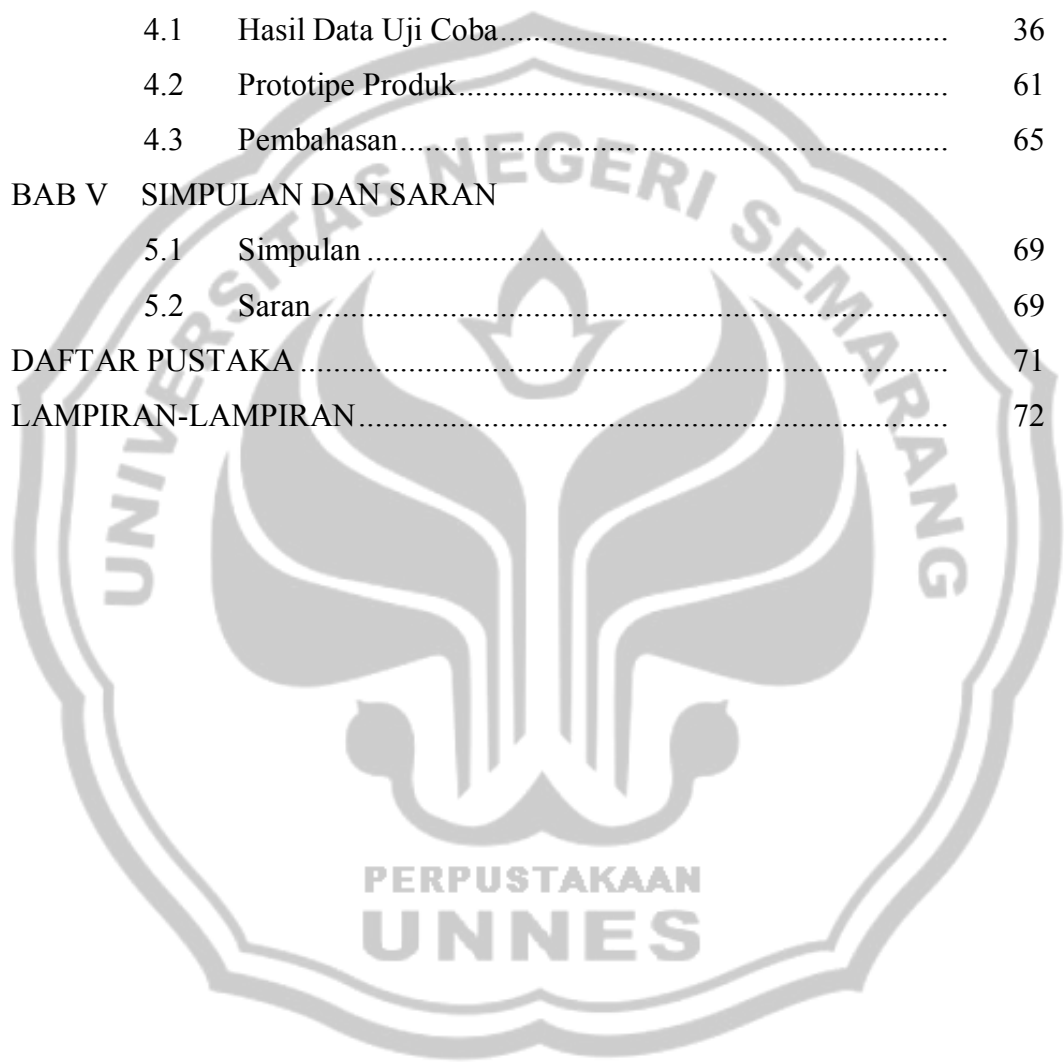 4.1 Hasil Data Uji Coba.......................................................... 36
4.2 Prototipe Produk................................................................ 61
4.3 Pembahasan........................................................................ 65
BAB V SIMPULAN DAN SARAN
5.1 Simpulan ............................................................................ 69
5.2 Saran .................................................................................. 69
DAFTAR PUSTAKA ......................................................................... 71
LAMPIRAN-LAMPIRAN.................................................................. 72
UNIVERSITAS NEGERI SEMARANG
PERPUSTAKAAN
UNNES